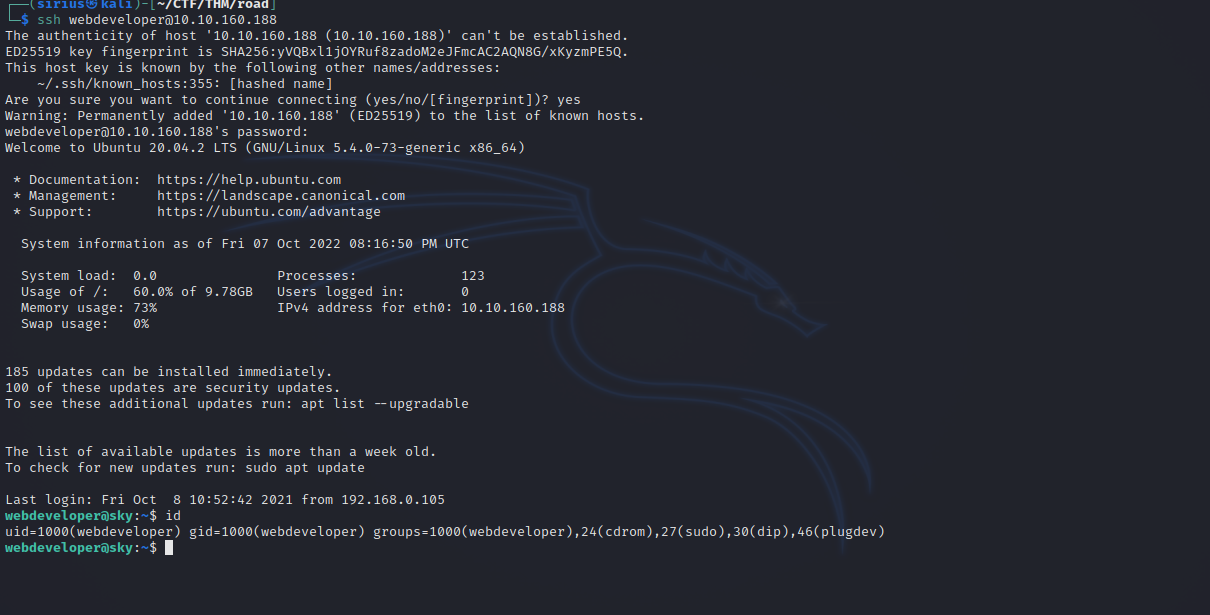 ┌──(sirius㉿kali)-[~/CTF/THM/road]
└─$ ssh webdeveloper@10.10.160.188
The authenticity of host '10.10.160.188 (10.10.160.188)' can't be established.
ED25519 key fingerprint is SHA256:yVQBxl1jOYRuf8zadoM2eJFmcAC2AQN8G/xKyzmPE5Q.
This host key is known by the following other names/addresses:
    ~/.ssh/known_hosts:355: [hashed name]
Are you sure you want to continue connecting (yes/no/[fingerprint])? yes
Warning: Permanently added '10.10.160.188' (ED25519) to the list of known hosts.
webdeveloper@10.10.160.188's password:
Welcome to Ubuntu 20.04.2 LTS (GNU/Linux 5.4.0-73-generic x86_64)

 * Documentation:  https://help.ubuntu.com
 * Management:     https://landscape.canonical.com
 * Support:        https://ubuntu.com/advantage

  System information as of Fri 07 Oct 2022 08:16:50 PM UTC

  System load:  0.0               Processes:             123
  Usage of /:   60.0% of 9.78GB   Users logged in:       0
  Memory usage: 73%               IPv4 address for eth0: 10.10.160.188
  Swap usage:   0%

185 updates can be installed immediately.
100 of these updates are security updates.
To see these additional updates run: apt list --upgradable

The list of available updates is more than a week old.
To check for new updates run: sudo apt update

Last login: Fri Oct  8 10:52:42 2021 from 192.168.0.105
webdeveloper@sky:~$ id
uid=1000(webdeveloper) gid=1000(webdeveloper) groups=1000(webdeveloper),24(cdrom),27(sudo),30(dip),46(plugdev)
webdeveloper@sky:~$